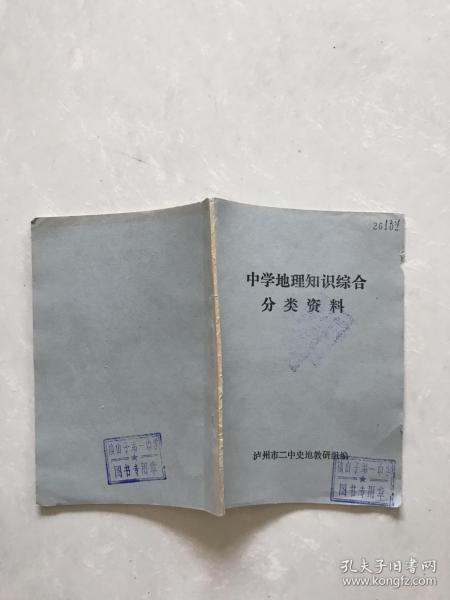 26132
中学地理知识综合
分类资料
泸州市二中史地教研组编
图书专用章
图书专用章
孔夫子旧书网
www.kongfz.com